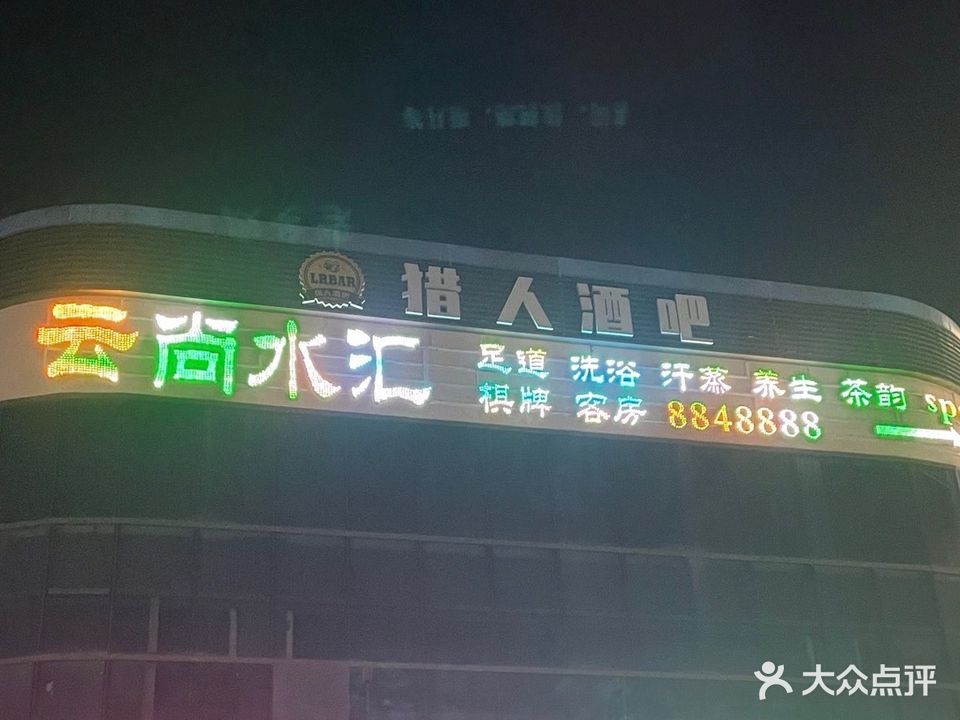 LRBAR
猎人酒吧
云尚水汇
足道 洗浴 汗蒸 养生 茶韵
棋牌 客房 8848888
sp
大众点评